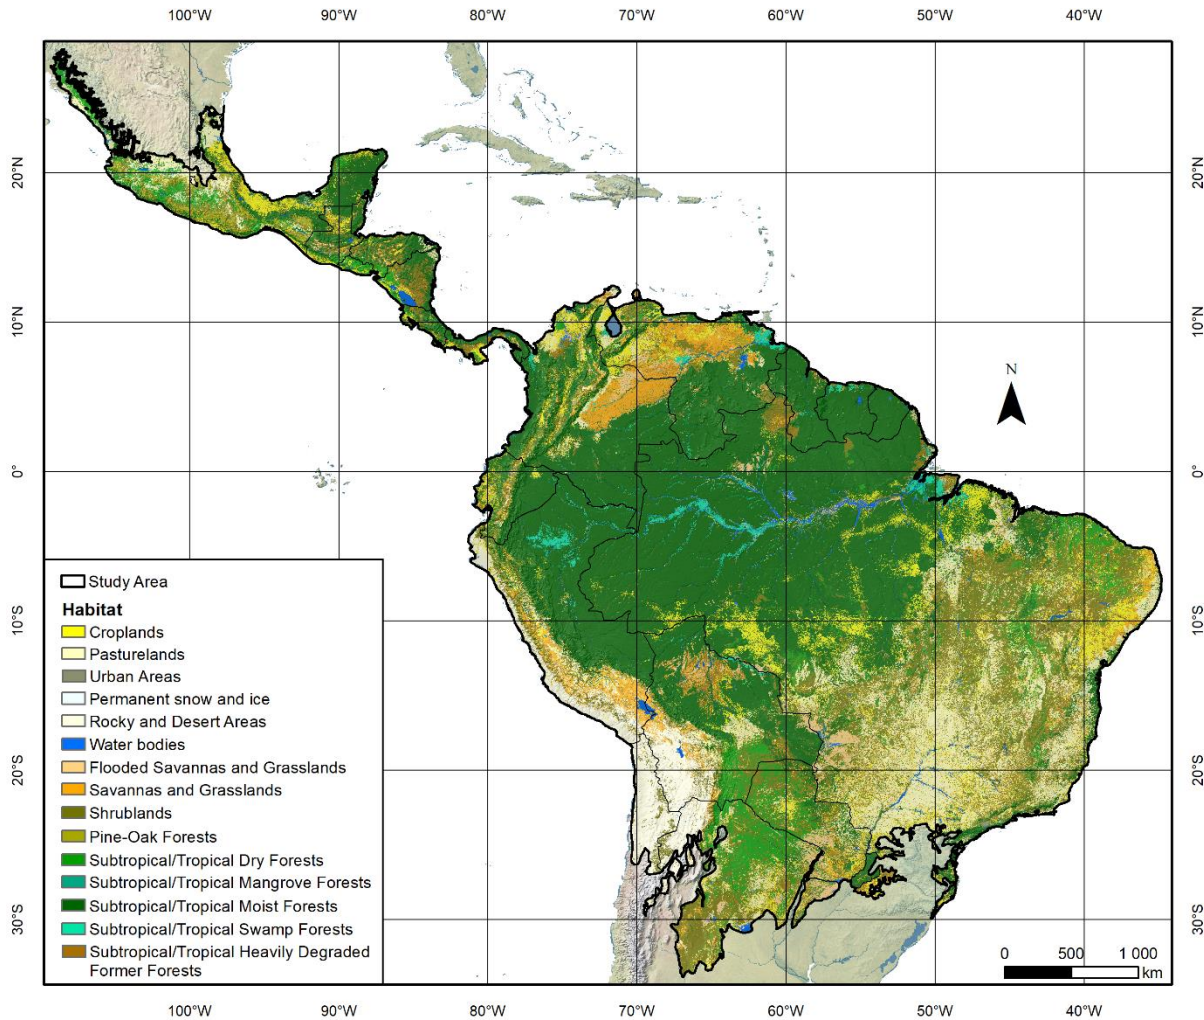 100°W 90°W 80°W 70°W 60°W 50°W 40°W
20°N 20°N
10°N 10°N
N
0° 0°
10°S 10°S
20°S 20°S
30°S 30°S
Study Area
Habitat
Croplands
Pasturelands
Urban Areas
Permanent snow and ice
Rocky and Desert Areas
Water bodies
Flooded Savannas and Grasslands
Savannas and Grasslands
Shrublands
Pine-Oak Forests
Subtropical/Tropical Dry Forests
Subtropical/Tropical Mangrove Forests
Subtropical/Tropical Moist Forests
Subtropical/Tropical Swamp Forests
Subtropical/Tropical Heavily Degraded
Former Forests
0 500 1 000
km
100°W 90°W 80°W 70°W 60°W 50°W 40°W